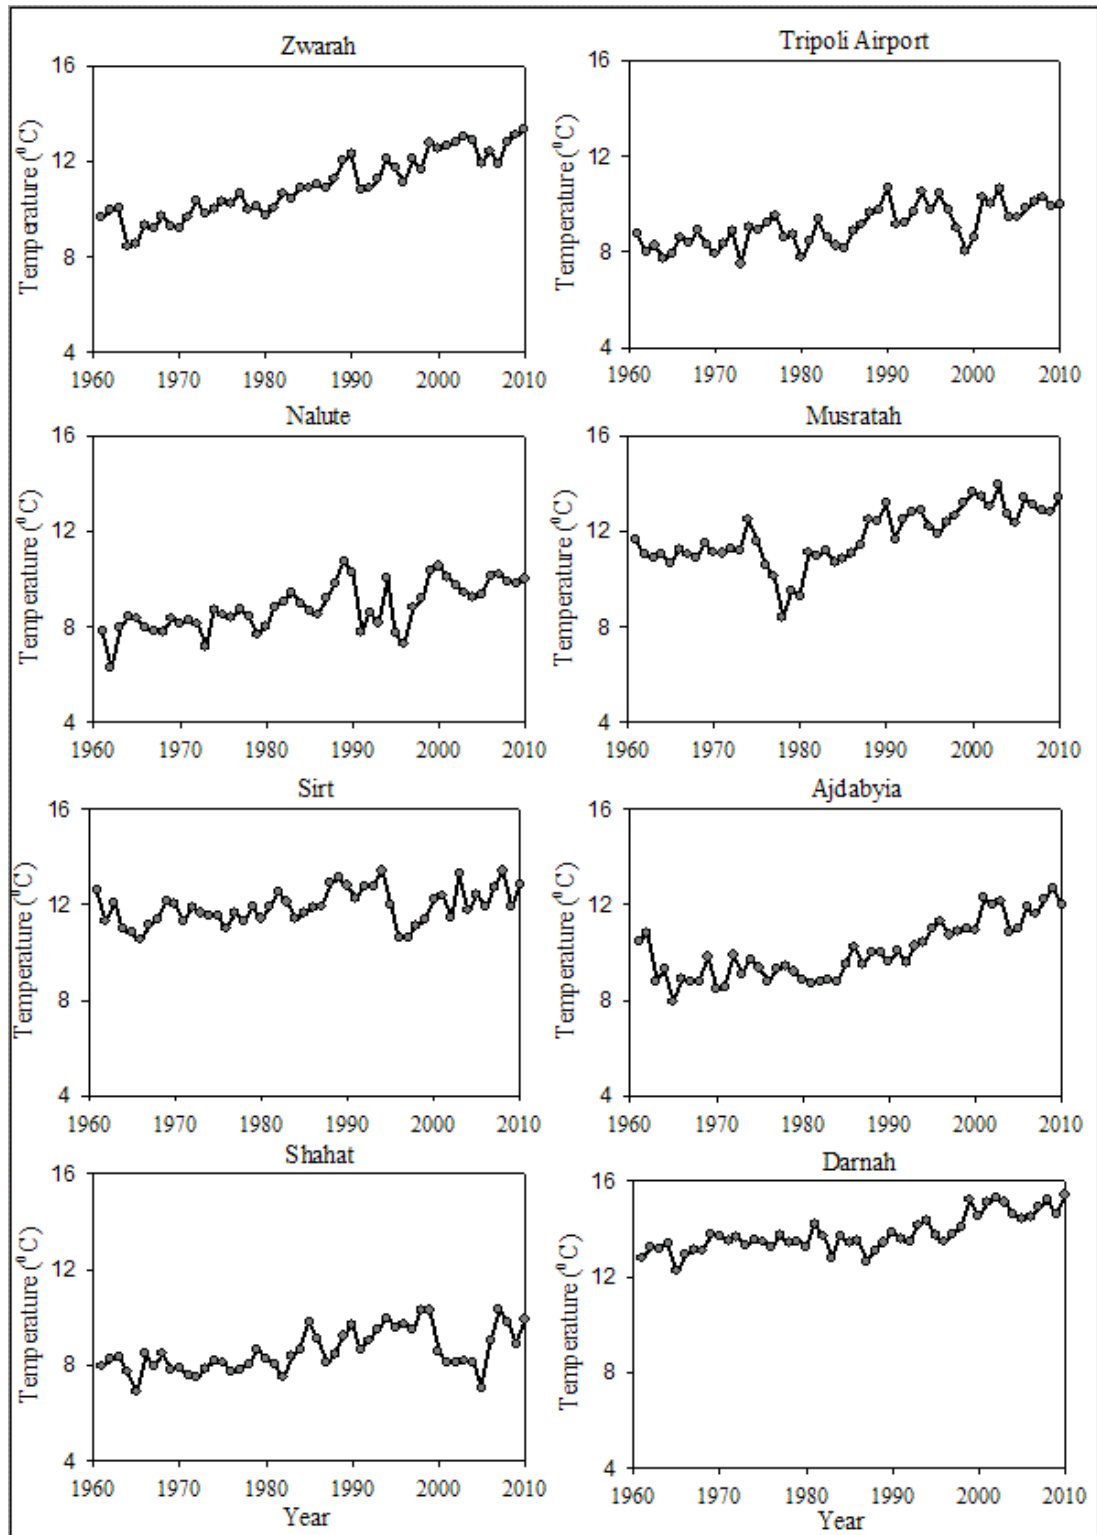 Zwarah
16
12
8
4
Temperature (⁰C)
1960 1970 1980 1990 2000 2010
Tripoli Airport
16
12
8
4
Temperature (⁰C)
1960 1970 1980 1990 2000 2010
Nalute
16
12
8
4
Temperature (⁰C)
1960 1970 1980 1990 2000 2010
Musratah
16
12
8
4
Temperature (⁰C)
1960 1970 1980 1990 2000 2010
Sirt
16
12
8
4
Temperature (⁰C)
1960 1970 1980 1990 2000 2010
Ajdabyia
16
12
8
4
Temperature (⁰C)
1960 1970 1980 1990 2000 2010
Shahat
16
12
8
4
Temperature (⁰C)
1960 1970 1980 1990 2000 2010
Year
Darnah
16
12
8
4
Temperature (⁰C)
1960 1970 1980 1990 2000 2010
Year